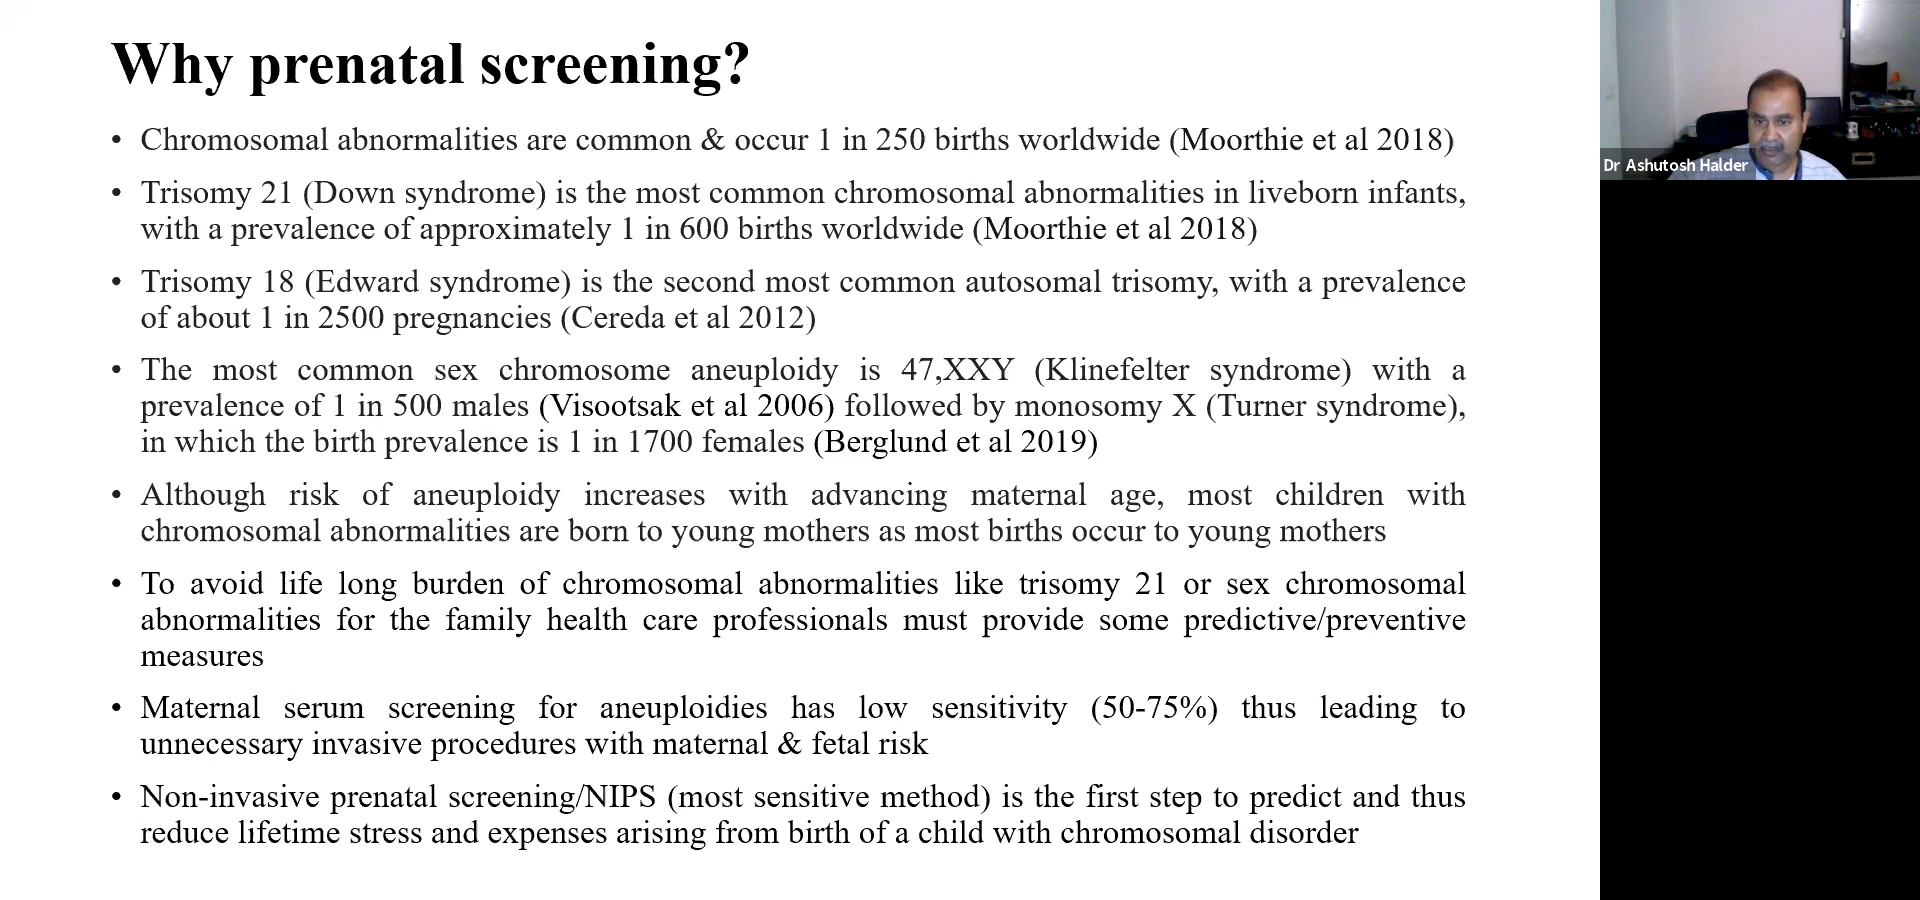 Why prenatal screening?
• Chromosomal abnormalities are common & occur 1 in 250 births worldwide (Moorthie et al 2018)
• Trisomy 21 (Down syndrome) is the most common chromosomal abnormalities in liveborn infants,
with a prevalence of approximately 1 in 600 births worldwide (Moorthie et al 2018)
• Trisomy 18 (Edward syndrome) is the second most common autosomal trisomy, with a prevalence
of about 1 in 2500 pregnancies (Cereda et al 2012)
• The most common sex chromosome aneuploidy is 47,XXY (Klinefelter syndrome) with a
prevalence of 1 in 500 males (Visootsak et al 2006) followed by monosomy X (Turner syndrome),
in which the birth prevalence is 1 in 1700 females (Berglund et al 2019)
• Although risk of aneuploidy increases with advancing maternal age, most children with
chromosomal abnormalities are born to young mothers as most births occur to young mothers
• To avoid life long burden of chromosomal abnormalities like trisomy 21 or sex chromosomal
abnormalities for the family health care professionals must provide some predictive/preventive
measures
• Maternal serum screening for aneuploidies has low sensitivity (50-75%) thus leading to
unnecessary invasive procedures with maternal & fetal risk
• Non-invasive prenatal screening/NIPS (most sensitive method) is the first step to predict and thus
reduce lifetime stress and expenses arising from birth of a child with chromosomal disorder
Dr Ashutosh Halder